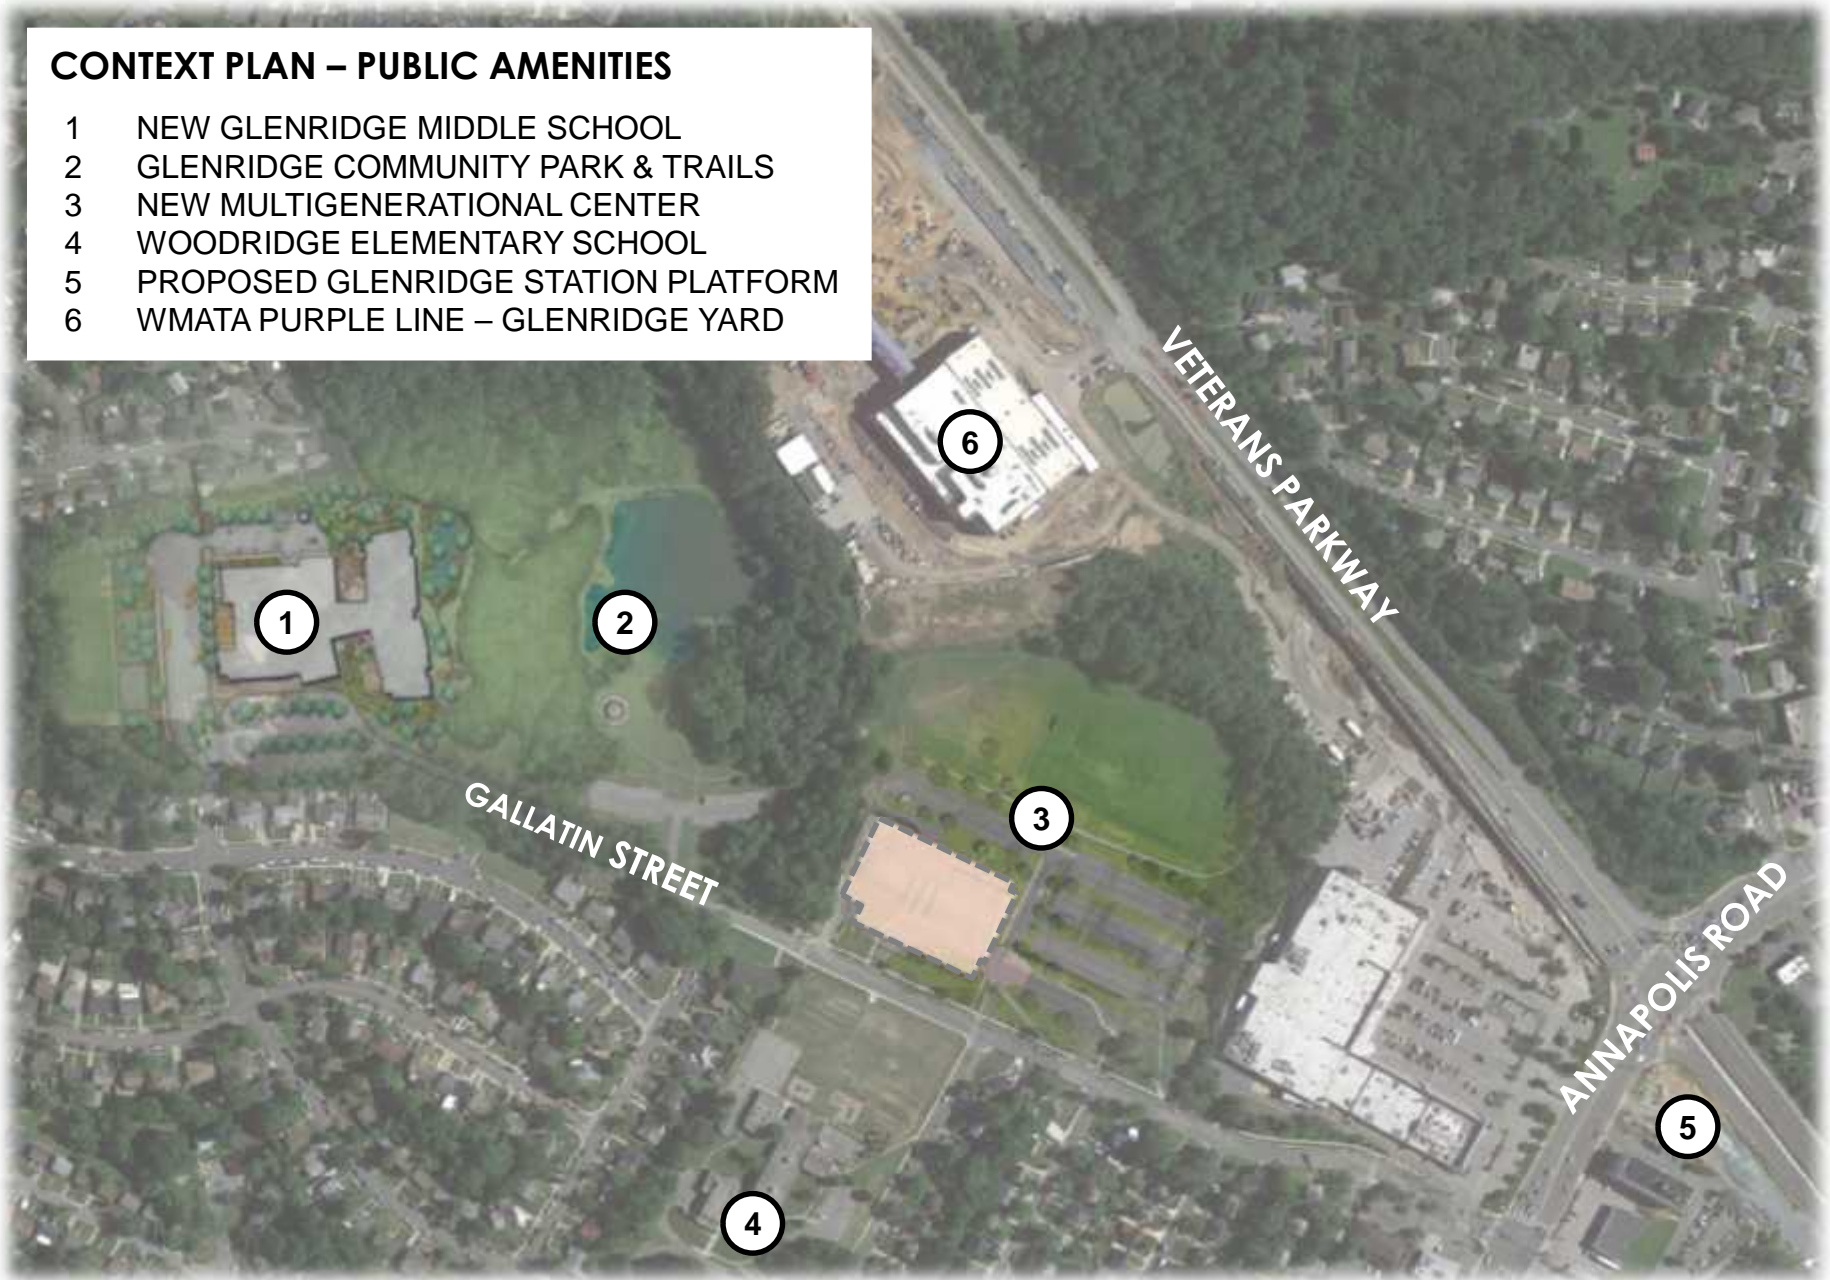 CONTEXT PLAN – PUBLIC AMENITIES
1 NEW GLENRIDGE MIDDLE SCHOOL
2 GLENRIDGE COMMUNITY PARK & TRAILS
3 NEW MULTIGENERATIONAL CENTER
4 WOODRIDGE ELEMENTARY SCHOOL
5 PROPOSED GLENRIDGE STATION PLATFORM
6 WMATA PURPLE LINE – GLENRIDGE YARD
VETERANS PARKWAY
6
1
2
GALLATIN STREET
3
ANNAPOLIS ROAD
5
4